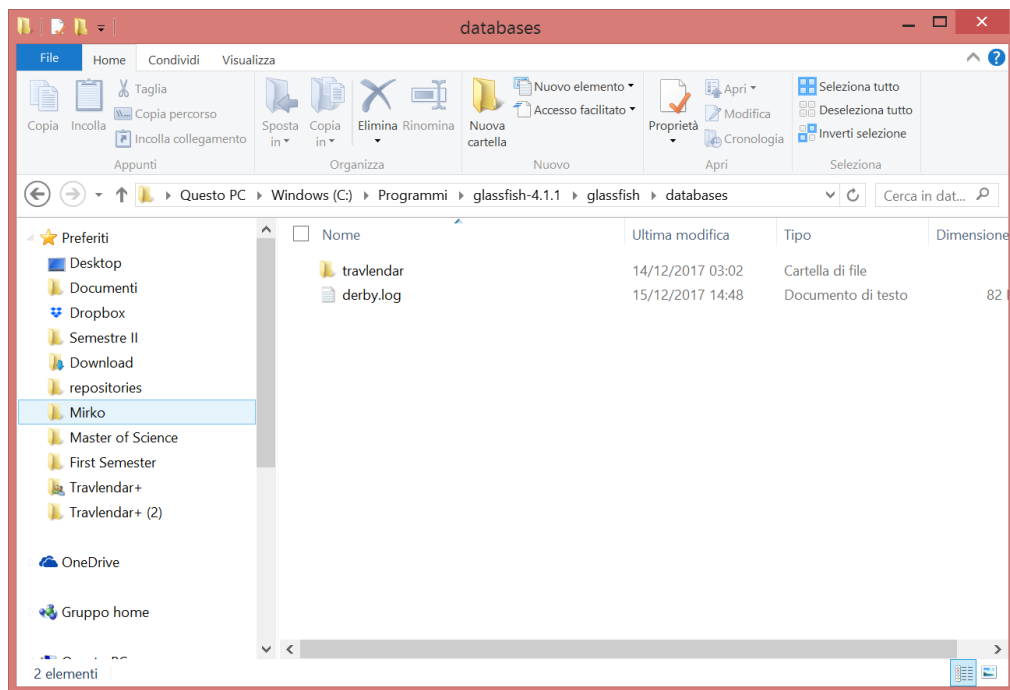 databases
File Home Condividi Visualizza
Copia
Incolla
Taglia
Copia percorso
Incolla collegamento
Appunti
Sposta in
Copia in
Elimina
Rinomina
Organizza
Nuova cartella
Nuovo elemento
Accesso facilitato
Nuovo
Proprietà
Apri
Modifica
Cronologia
Apri
Seleziona tutto
Deseleziona tutto
Inverti selezione
Seleziona
Questo PC Windows (C:) Programmi glassfish-4.1.1 glassfish databases
Cerca in dat...
Preferiti
Desktop
Documenti
Dropbox
Semestre II
Download
repositories
Mirko
Master of Science
First Semester
Travlendar+
Travlendar+ (2)
OneDrive
Gruppo home
Nome Ultima modifica Tipo Dimensione
travlendar 14/12/2017 03:02 Cartella di file
derby.log 15/12/2017 14:48 Documento di testo 82
2 elementi